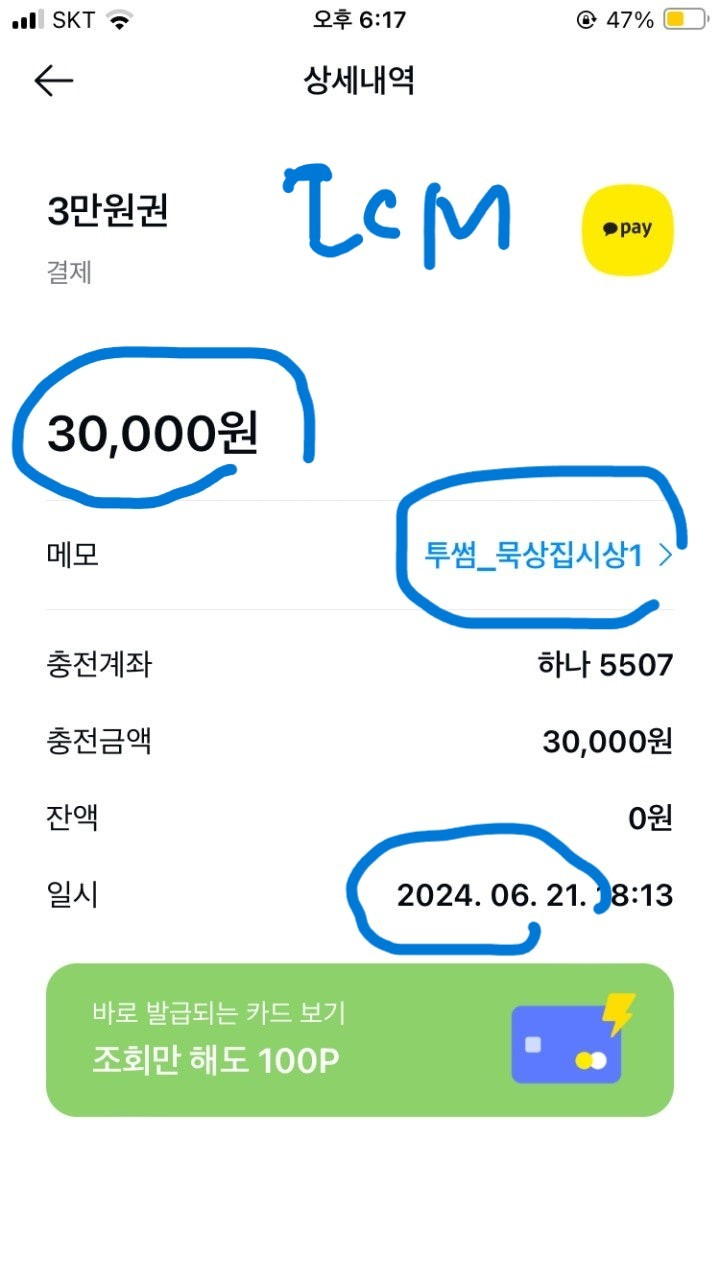 SKT 오후 6:17 47%
상세내역
3만원권
ICM
pay
결제
30,000원
메모 투썸_묵상집시상1
충전계좌 하나 5507
충전금액 30,000원
잔액 0원
일시 2024. 06. 21. 18:13
바로 발급되는 카드 보기
조회만 해도 100P